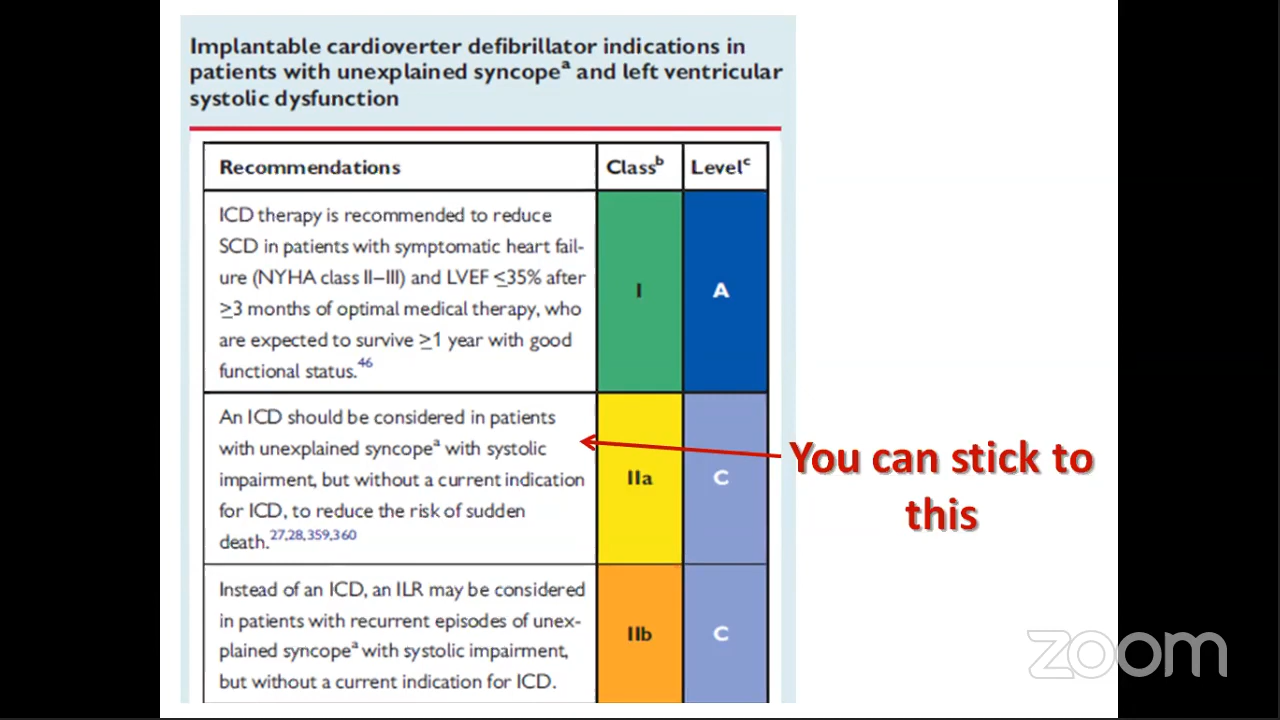 Implantable cardioverter defibrillator indications in
patients with unexplained syncopeᵃ and left ventricular
systolic dysfunction
Recommendations Classᵇ Levelᶜ
ICD therapy is recommended to reduce
SCD in patients with symptomatic heart fail-
ure (NYHA class II–III) and LVEF ≤35% after
≥3 months of optimal medical therapy, who
are expected to survive ≥1 year with good
functional status.⁴⁶
I A
An ICD should be considered in patients
with unexplained syncopeᵃ with systolic
impairment, but without a current indication
for ICD, to reduce the risk of sudden
death.²⁷,²⁸,³⁵⁹,³⁶⁰
IIa C
You can stick to
this
Instead of an ICD, an ILR may be considered
in patients with recurrent episodes of unex-
plained syncopeᵃ with systolic impairment,
but without a current indication for ICD.
IIb C
zoom